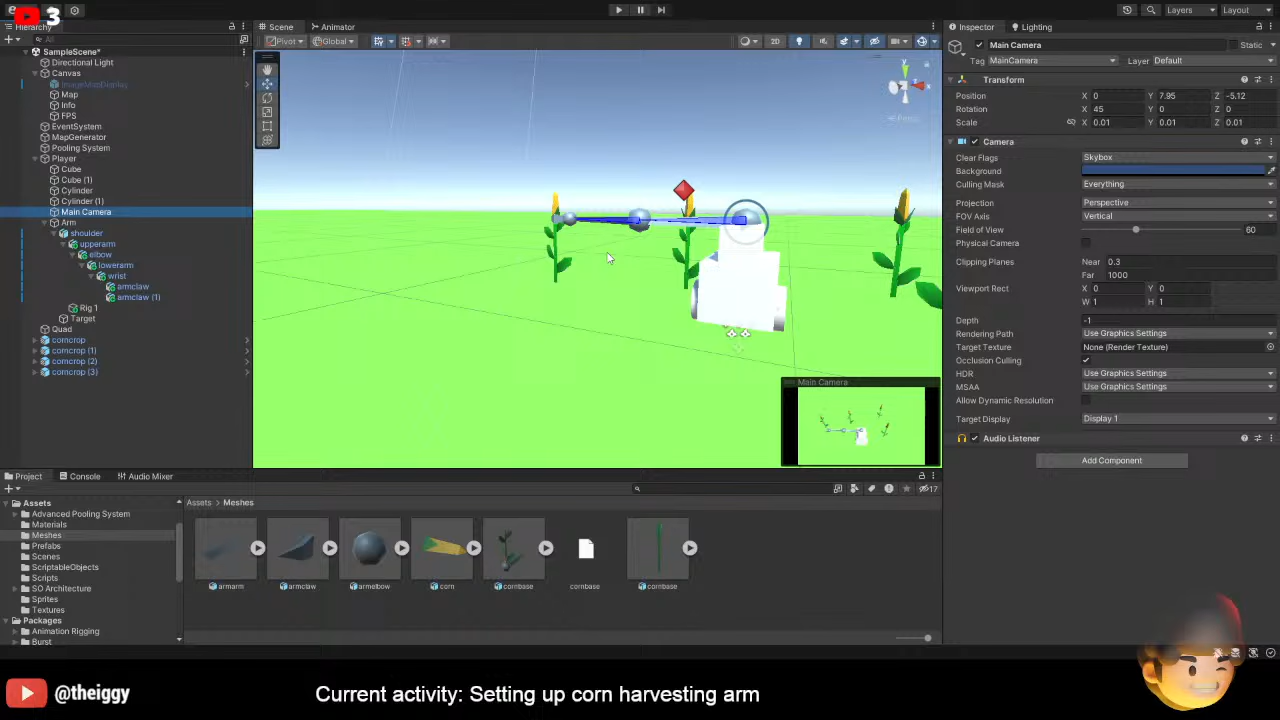 3
Hierarchy
All
SampleScene*
Directional Light
Canvas
ImageMapDisplay
Map
Info
FPS
EventSystem
MapGenerator
Pooling System
Player
Cube
Cube (1)
Cylinder
Cylinder (1)
Main Camera
Arm
shoulder
upperarm
elbow
lowerarm
wrist
armclaw
armclaw (1)
Rig 1
Target
Quad
corncrop
corncrop (1)
corncrop (2)
corncrop (3)
Scene
Animator
Pivot
Global
2D
y
Persp
Main Camera
Layers
Layout
Inspector
Lighting
Main Camera
Static
Tag MainCamera Layer Default
Transform
Position X 0 Y 7.95 Z -5.12
Rotation X 45 Y 0 Z 0
Scale X 0.01 Y 0.01 Z 0.01
Camera
Clear Flags Skybox
Background
Culling Mask Everything
Projection Perspective
FOV Axis Vertical
Field of View 60
Physical Camera
Clipping Planes Near 0.3
Far 1000
Viewport Rect X 0 Y 0
W 1 H 1
Depth -1
Rendering Path Use Graphics Settings
Target Texture None (Render Texture)
Occlusion Culling
HDR Use Graphics Settings
MSAA Use Graphics Settings
Allow Dynamic Resolution
Target Display Display 1
Audio Listener
Add Component
Project
Console
Audio Mixer
17
Assets
Advanced Pooling System
Materials
Meshes
Prefabs
Scenes
ScriptableObjects
Scripts
SO Architecture
Sprites
Textures
Packages
Animation Rigging
Burst
Assets > Meshes
armarm
armclaw
armelbow
corn
cornbase
cornbase
cornbase
@theiggy
Current activity: Setting up corn harvesting arm